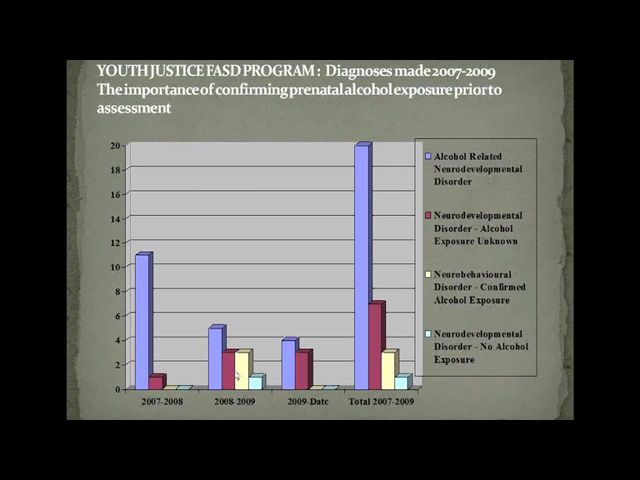 YOUTH JUSTICE FASD PROGRAM : Diagnoses made 2007-2009
The importance of confirming prenatal alcohol exposure prior to
assessment
20
18
16
14
12
10
8
6
4
2
0
2007-2008
2008-2009
2009-Date
Total 2007-2009
Alcohol Related
Neurodevelopmental
Disorder
Neurodevelopmental
Disorder - Alcohol
Exposure Unknown
Neurobehavioural
Disorder - Confirmed
Alcohol Exposure
Neurodevelopmental
Disorder - No Alcohol
Exposure